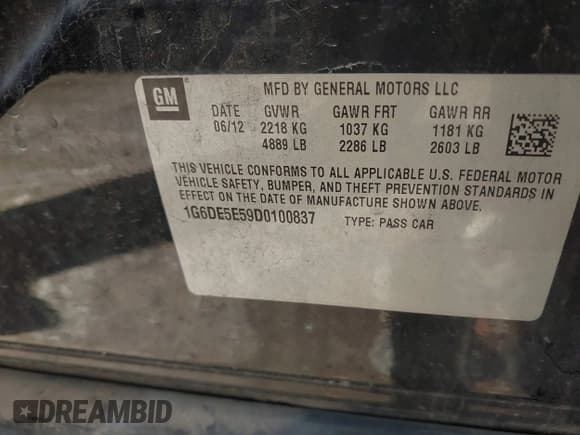 GM
MFD BY GENERAL MOTORS LLC
DATE GVWR GAWR FRT GAWR RR
06/12 2218 KG 1037 KG 1181 KG
4889 LB 2286 LB 2603 LB
THIS VEHICLE CONFORMS TO ALL APPLICABLE U.S. FEDERAL MOTOR
VEHICLE SAFETY, BUMPER, AND THEFT PREVENTION STANDARDS IN
EFFECT ON THE DATE OF MANUFACTURE SHOWN ABOVE.
1G6DE5E59D0100837 TYPE: PASS CAR
DREAMBID